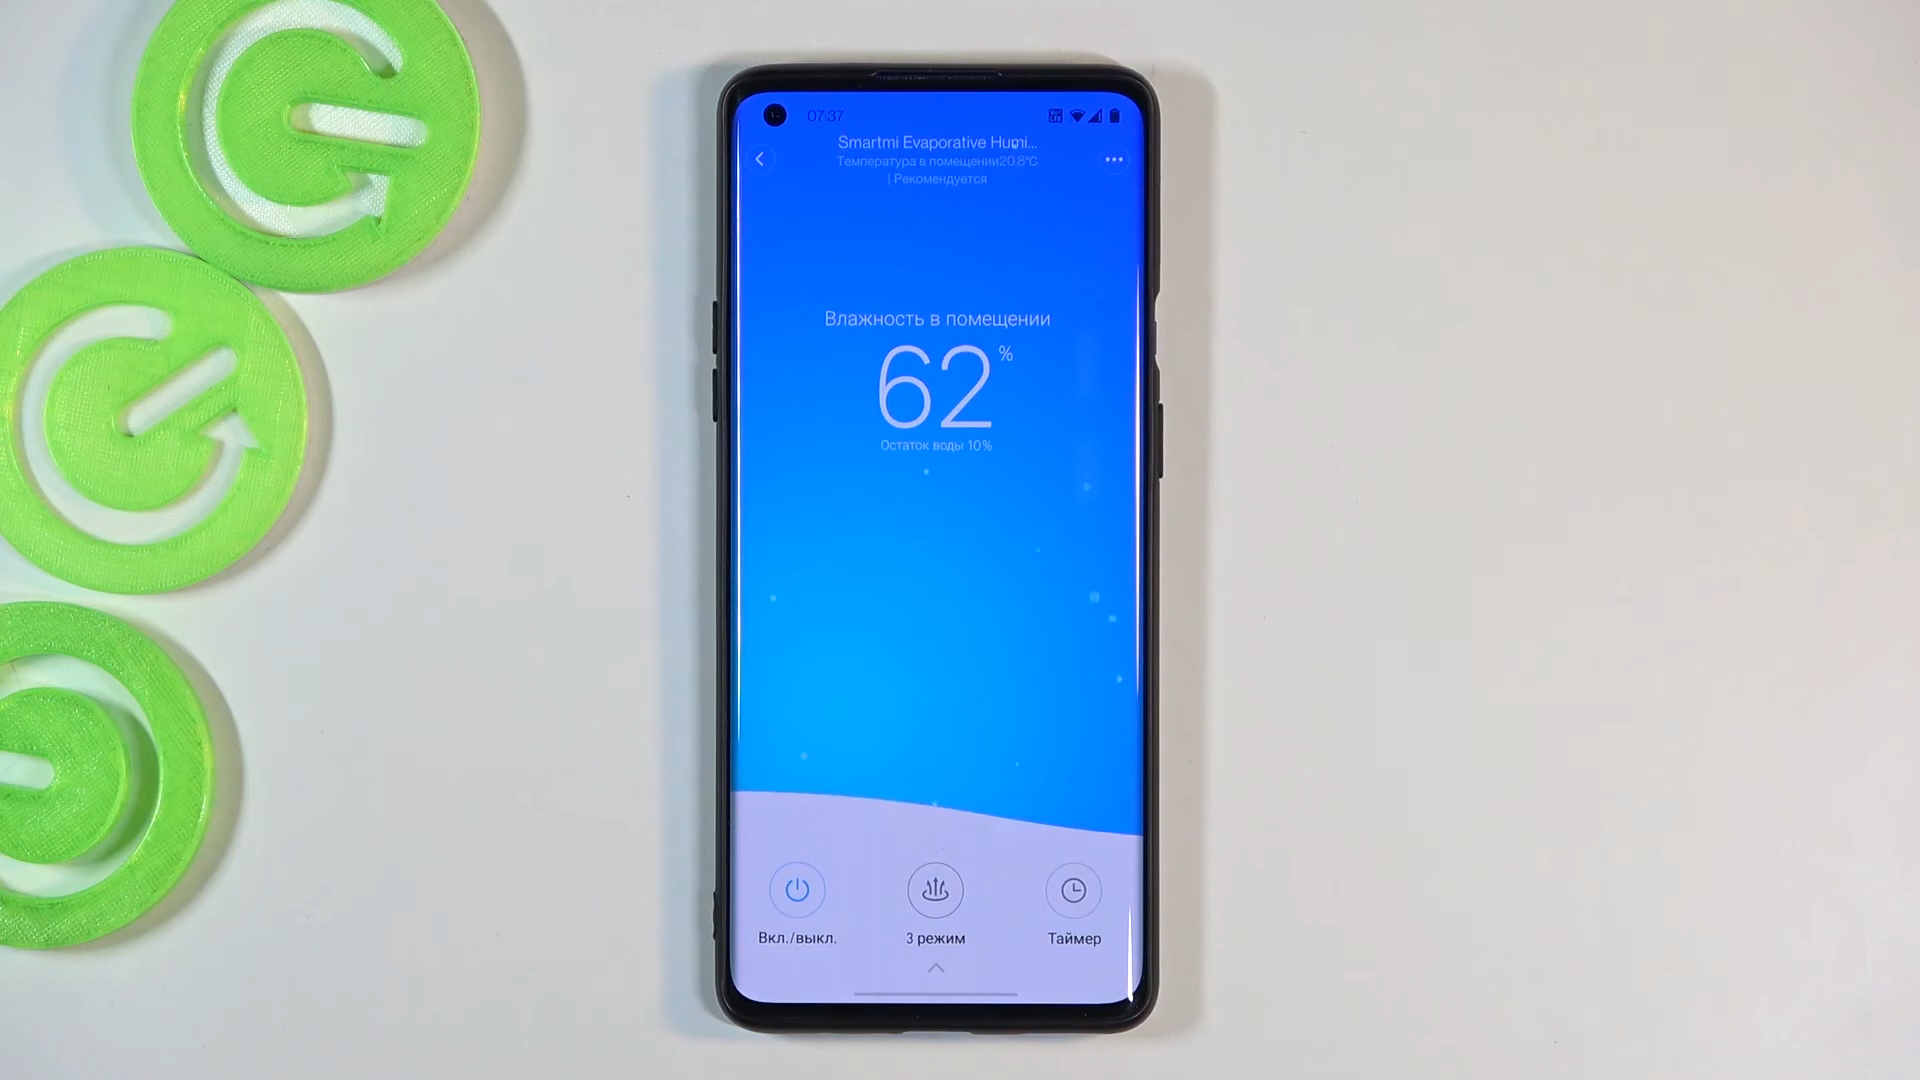 07:37
Smartmi Evaporative Humi...
Температура в помещении20.8℃
| Рекомендуется
Влажность в помещении
62%
Остаток воды 10%
Вкл./выкл.
3 режим
Таймер